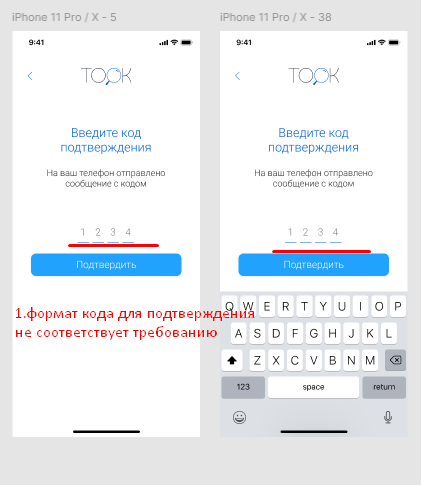 iPhone 11 Pro / X - 5
iPhone 11 Pro / X - 38
9:41
9:41
TOOK
TOOK
Введите код
подтверждения
Введите код
подтверждения
На ваш телефон отправлено
сообщение с кодом
На ваш телефон отправлено
сообщение с кодом
1 2 3 4
1 2 3 4
Подтвердить
Подтвердить
1.формат кода для подтверждения
не соответствует требованию
Q W E R T Y U I O P
A S D F G H J K L
Z X C V B N M
123 space return